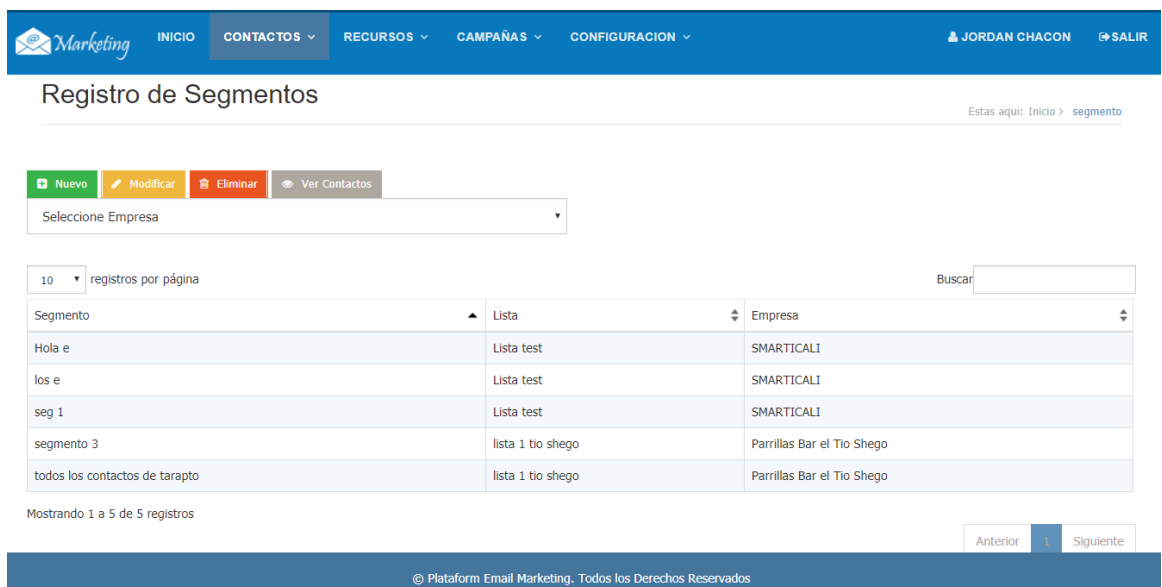 Marketing INICIO CONTACTOS RECURSOS CAMPAÑAS CONFIGURACION JORDAN CHACON SALIR
Registro de Segmentos
Estas aqui: Inicio > segmento
Nuevo Modificar Eliminar Ver Contactos
Seleccione Empresa
10 registros por página Buscar
Segmento Lista Empresa
Hola e Lista test SMARTICALI
los e Lista test SMARTICALI
seg 1 Lista test SMARTICALI
segmento 3 lista 1 tio shego Parrillas Bar el Tio Shego
todos los contactos de tarapto lista 1 tio shego Parrillas Bar el Tio Shego
Mostrando 1 a 5 de 5 registros
Anterior 1 Siguiente
© Plataform Email Marketing. Todos los Derechos Reservados